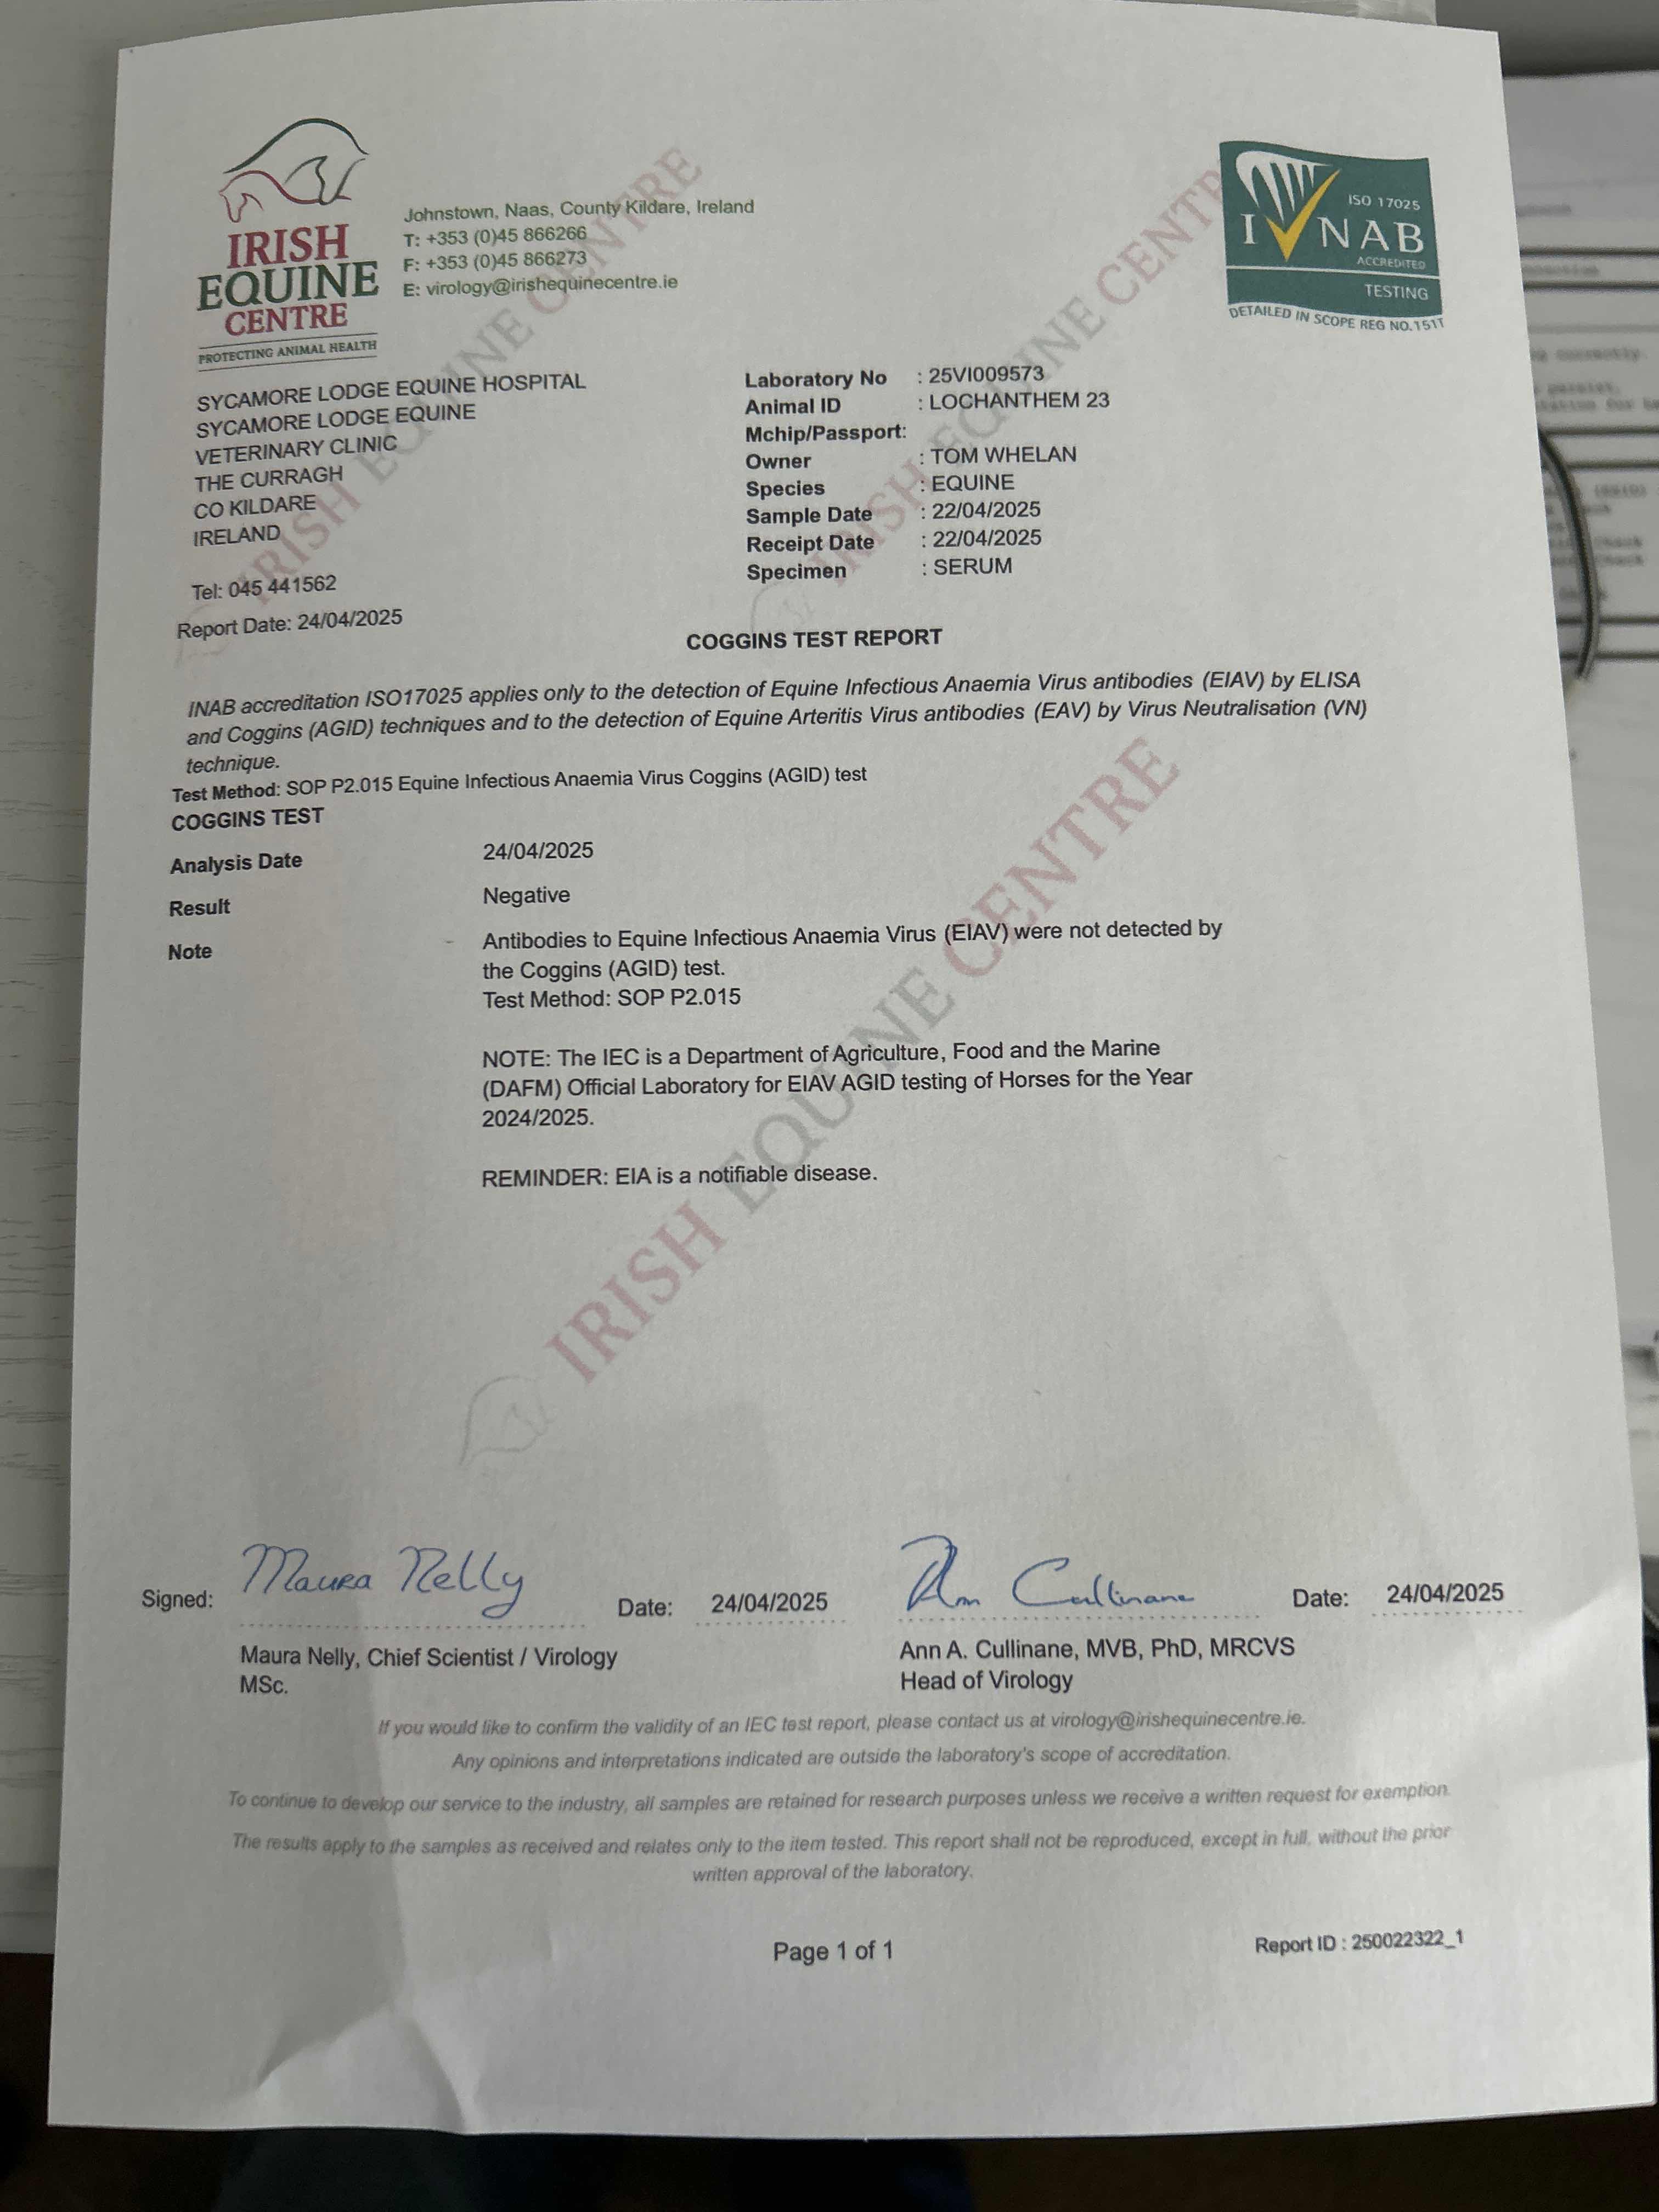 IRISH
EQUINE
CENTRE
PROTECTING ANIMAL HEALTH
Johnstown, Naas, County Kildare, Ireland
T: +353 (0)45 866266
F: +353 (0)45 866273
E: virology@irishequinecentre.ie
ISO 17025
INAB
ACCREDITED
TESTING
DETAILED IN SCOPE REG NO.151T
SYCAMORE LODGE EQUINE HOSPITAL
SYCAMORE LODGE EQUINE
VETERINARY CLINIC
THE CURRAGH
CO KILDARE
IRELAND
Tel: 045 441562
Report Date: 24/04/2025
Laboratory No : 25VI009573
Animal ID : LOCHANTHEM 23
Mchip/Passport:
Owner : TOM WHELAN
Species : EQUINE
Sample Date : 22/04/2025
Receipt Date : 22/04/2025
Specimen : SERUM
COGGINS TEST REPORT
INAB accreditation ISO17025 applies only to the detection of Equine Infectious Anaemia Virus antibodies (EIAV) by ELISA
and Coggins (AGID) techniques and to the detection of Equine Arteritis Virus antibodies (EAV) by Virus Neutralisation (VN)
technique.
Test Method: SOP P2.015 Equine Infectious Anaemia Virus Coggins (AGID) test
COGGINS TEST
Analysis Date 24/04/2025
Result Negative
Note - Antibodies to Equine Infectious Anaemia Virus (EIAV) were not detected by
the Coggins (AGID) test.
Test Method: SOP P2.015
NOTE: The IEC is a Department of Agriculture, Food and the Marine
(DAFM) Official Laboratory for EIAV AGID testing of Horses for the Year
2024/2025.
REMINDER: EIA is a notifiable disease.
IRISH EQUINE CENTRE
IRISH EQUINE CENTRE
IRISH EQUINE CENTRE
Signed: Maura Nelly Date: 24/04/2025 Ann Cullinane Date: 24/04/2025
Maura Nelly, Chief Scientist / Virology
MSc.
Ann A. Cullinane, MVB, PhD, MRCVS
Head of Virology
If you would like to confirm the validity of an IEC test report, please contact us at virology@irishequinecentre.ie.
Any opinions and interpretations indicated are outside the laboratory's scope of accreditation.
To continue to develop our service to the industry, all samples are retained for research purposes unless we receive a written request for exemption.
The results apply to the samples as received and relates only to the item tested. This report shall not be reproduced, except in full, without the prior
written approval of the laboratory.
Page 1 of 1
Report ID : 250022322_1